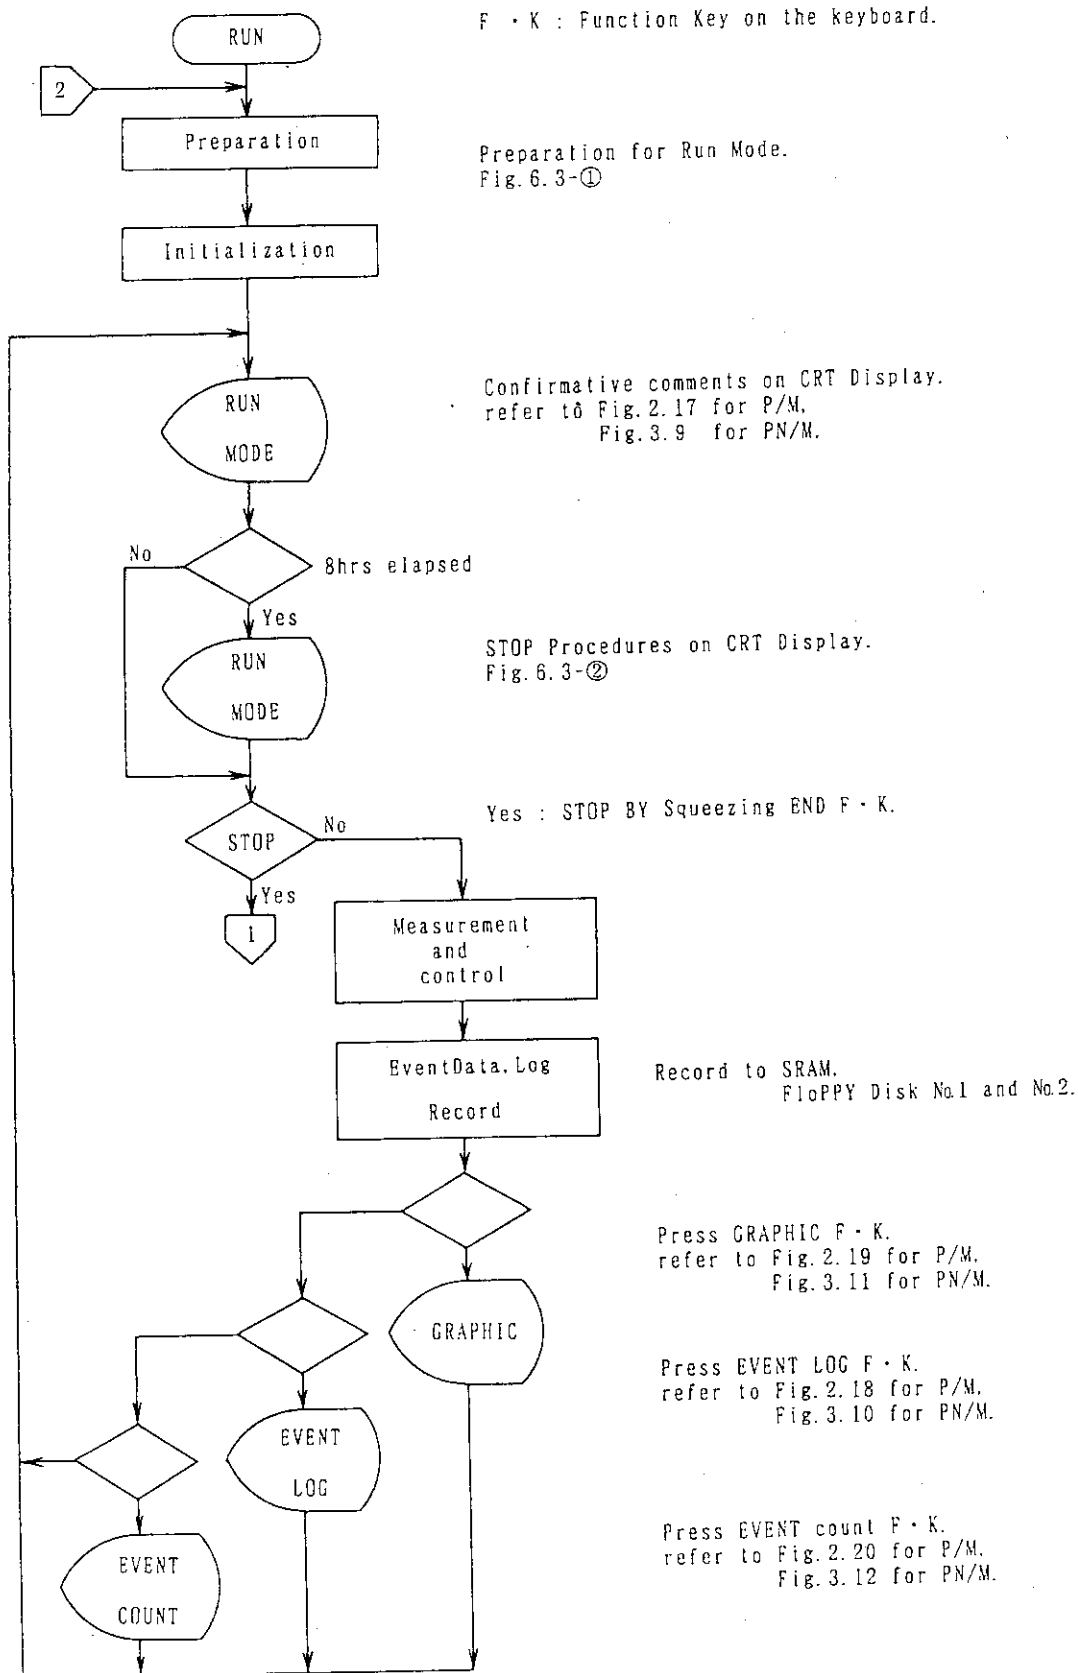 F・K : Function Key on the keyboard.
RUN
2
Preparation
Preparation for Run Mode.
Fig.6.3-①
Initialization
RUN
MODE
Confirmative comments on CRT Display.
refer to Fig.2.17 for P/M,
Fig.3.9 for PN/M.
No
8hrs elapsed
Yes
RUN
MODE
STOP Procedures on CRT Display.
Fig.6.3-②
STOP
No
Yes : STOP BY Squeezing END F・K.
Yes
1
Measurement
and
control
EventData,Log
Record
Record to SRAM,
FloPPY Disk No.1 and No.2.
Press GRAPHIC F・K.
refer to Fig.2.19 for P/M,
Fig.3.11 for PN/M.
GRAPHIC
Press EVENT LOG F・K.
refer to Fig.2.18 for P/M,
Fig.3.10 for PN/M.
EVENT
LOG
Press EVENT count F・K.
refer to Fig.2.20 for P/M,
Fig.3.12 for PN/M.
EVENT
COUNT